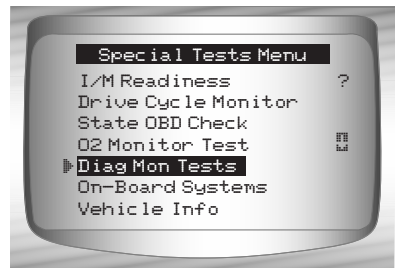 Special Tests Menu
I/M Readiness ?
Drive Cycle Monitor
State OBD Check
O2 Monitor Test
Diag Mon Tests
On-Board Systems
Vehicle Info